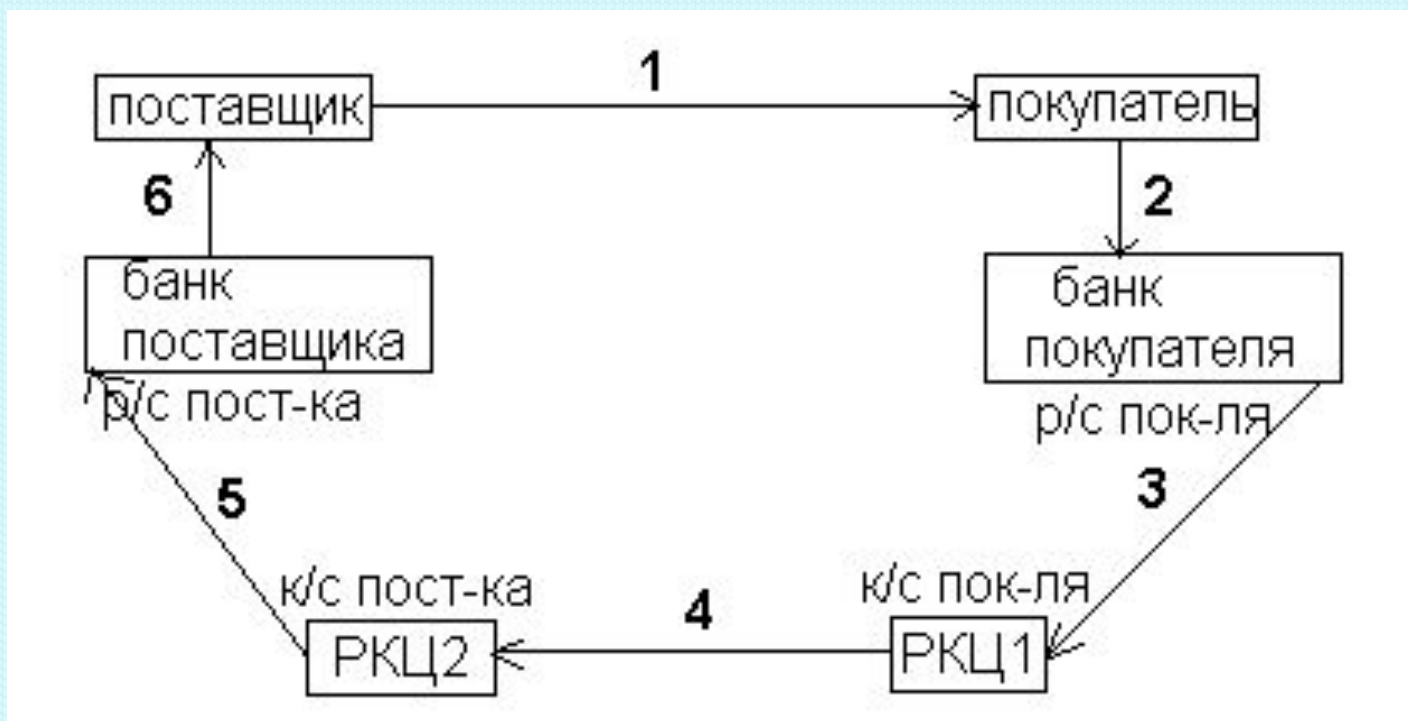 1
поставщик
покупатель
6
2
банк
поставщика
банк
покупателя
р/с пост-ка
р/с пок-ля
5
3
к/с пост-ка
4
к/с пок-ля
РКЦ2
РКЦ1